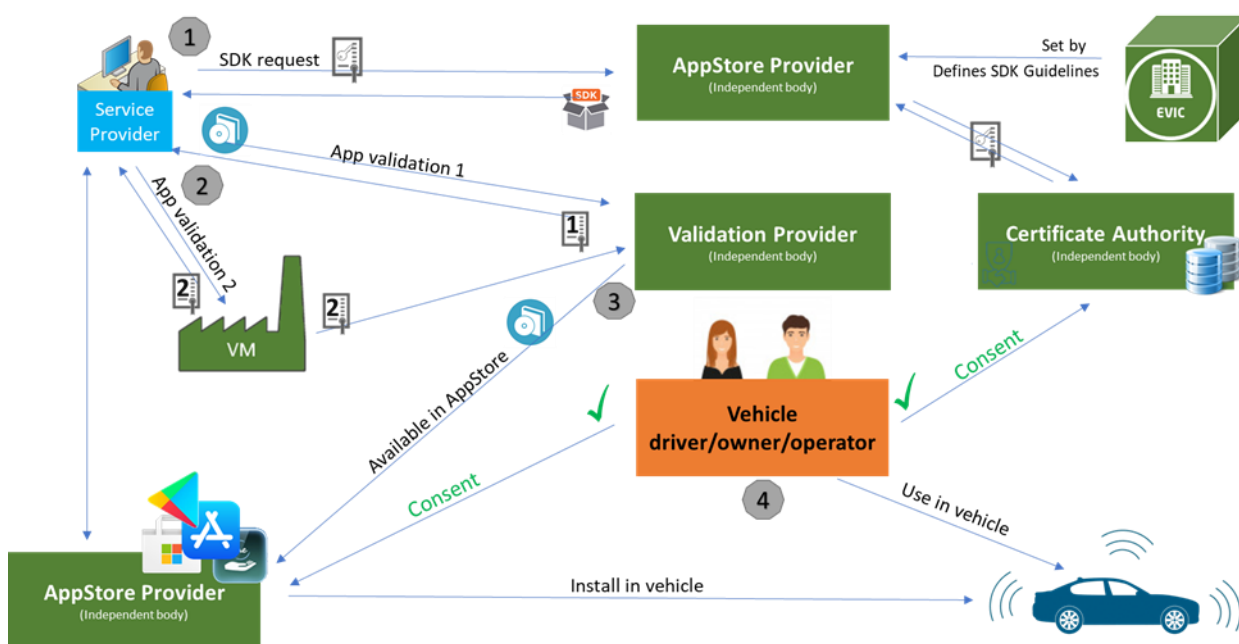 1
SDK request
AppStore Provider
(Independent body)
Set by
Defines SDK Guidelines
EVIC
SDK
Service
Provider
App validation 1
2
App validation 2
1
Validation Provider
(Independent body)
Certificate Authority
(Independent body)
2
2
VM
3
Available in AppStore
Consent
Vehicle
driver/owner/operator
Consent
4
Use in vehicle
AppStore Provider
(Independent body)
Install in vehicle